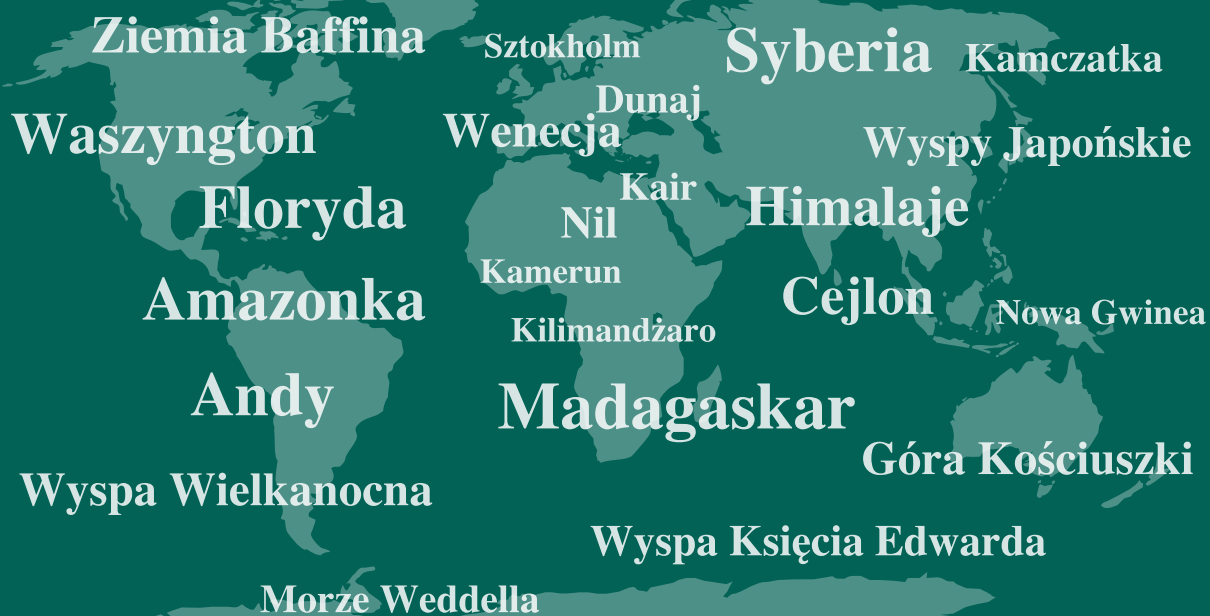 Ziemia Baffina
Sztokholm
Syberia
Kamczatka
Dunaj
Waszyngton
Wenecja
Wyspy Japońskie
Kair
Floryda
Nil
Himalaje
Kamerun
Amazonka
Cejlon
Nowa Gwinea
Kilimandżaro
Andy
Madagaskar
Góra Kościuszki
Wyspa Wielkanocna
Wyspa Księcia Edwarda
Morze Weddella